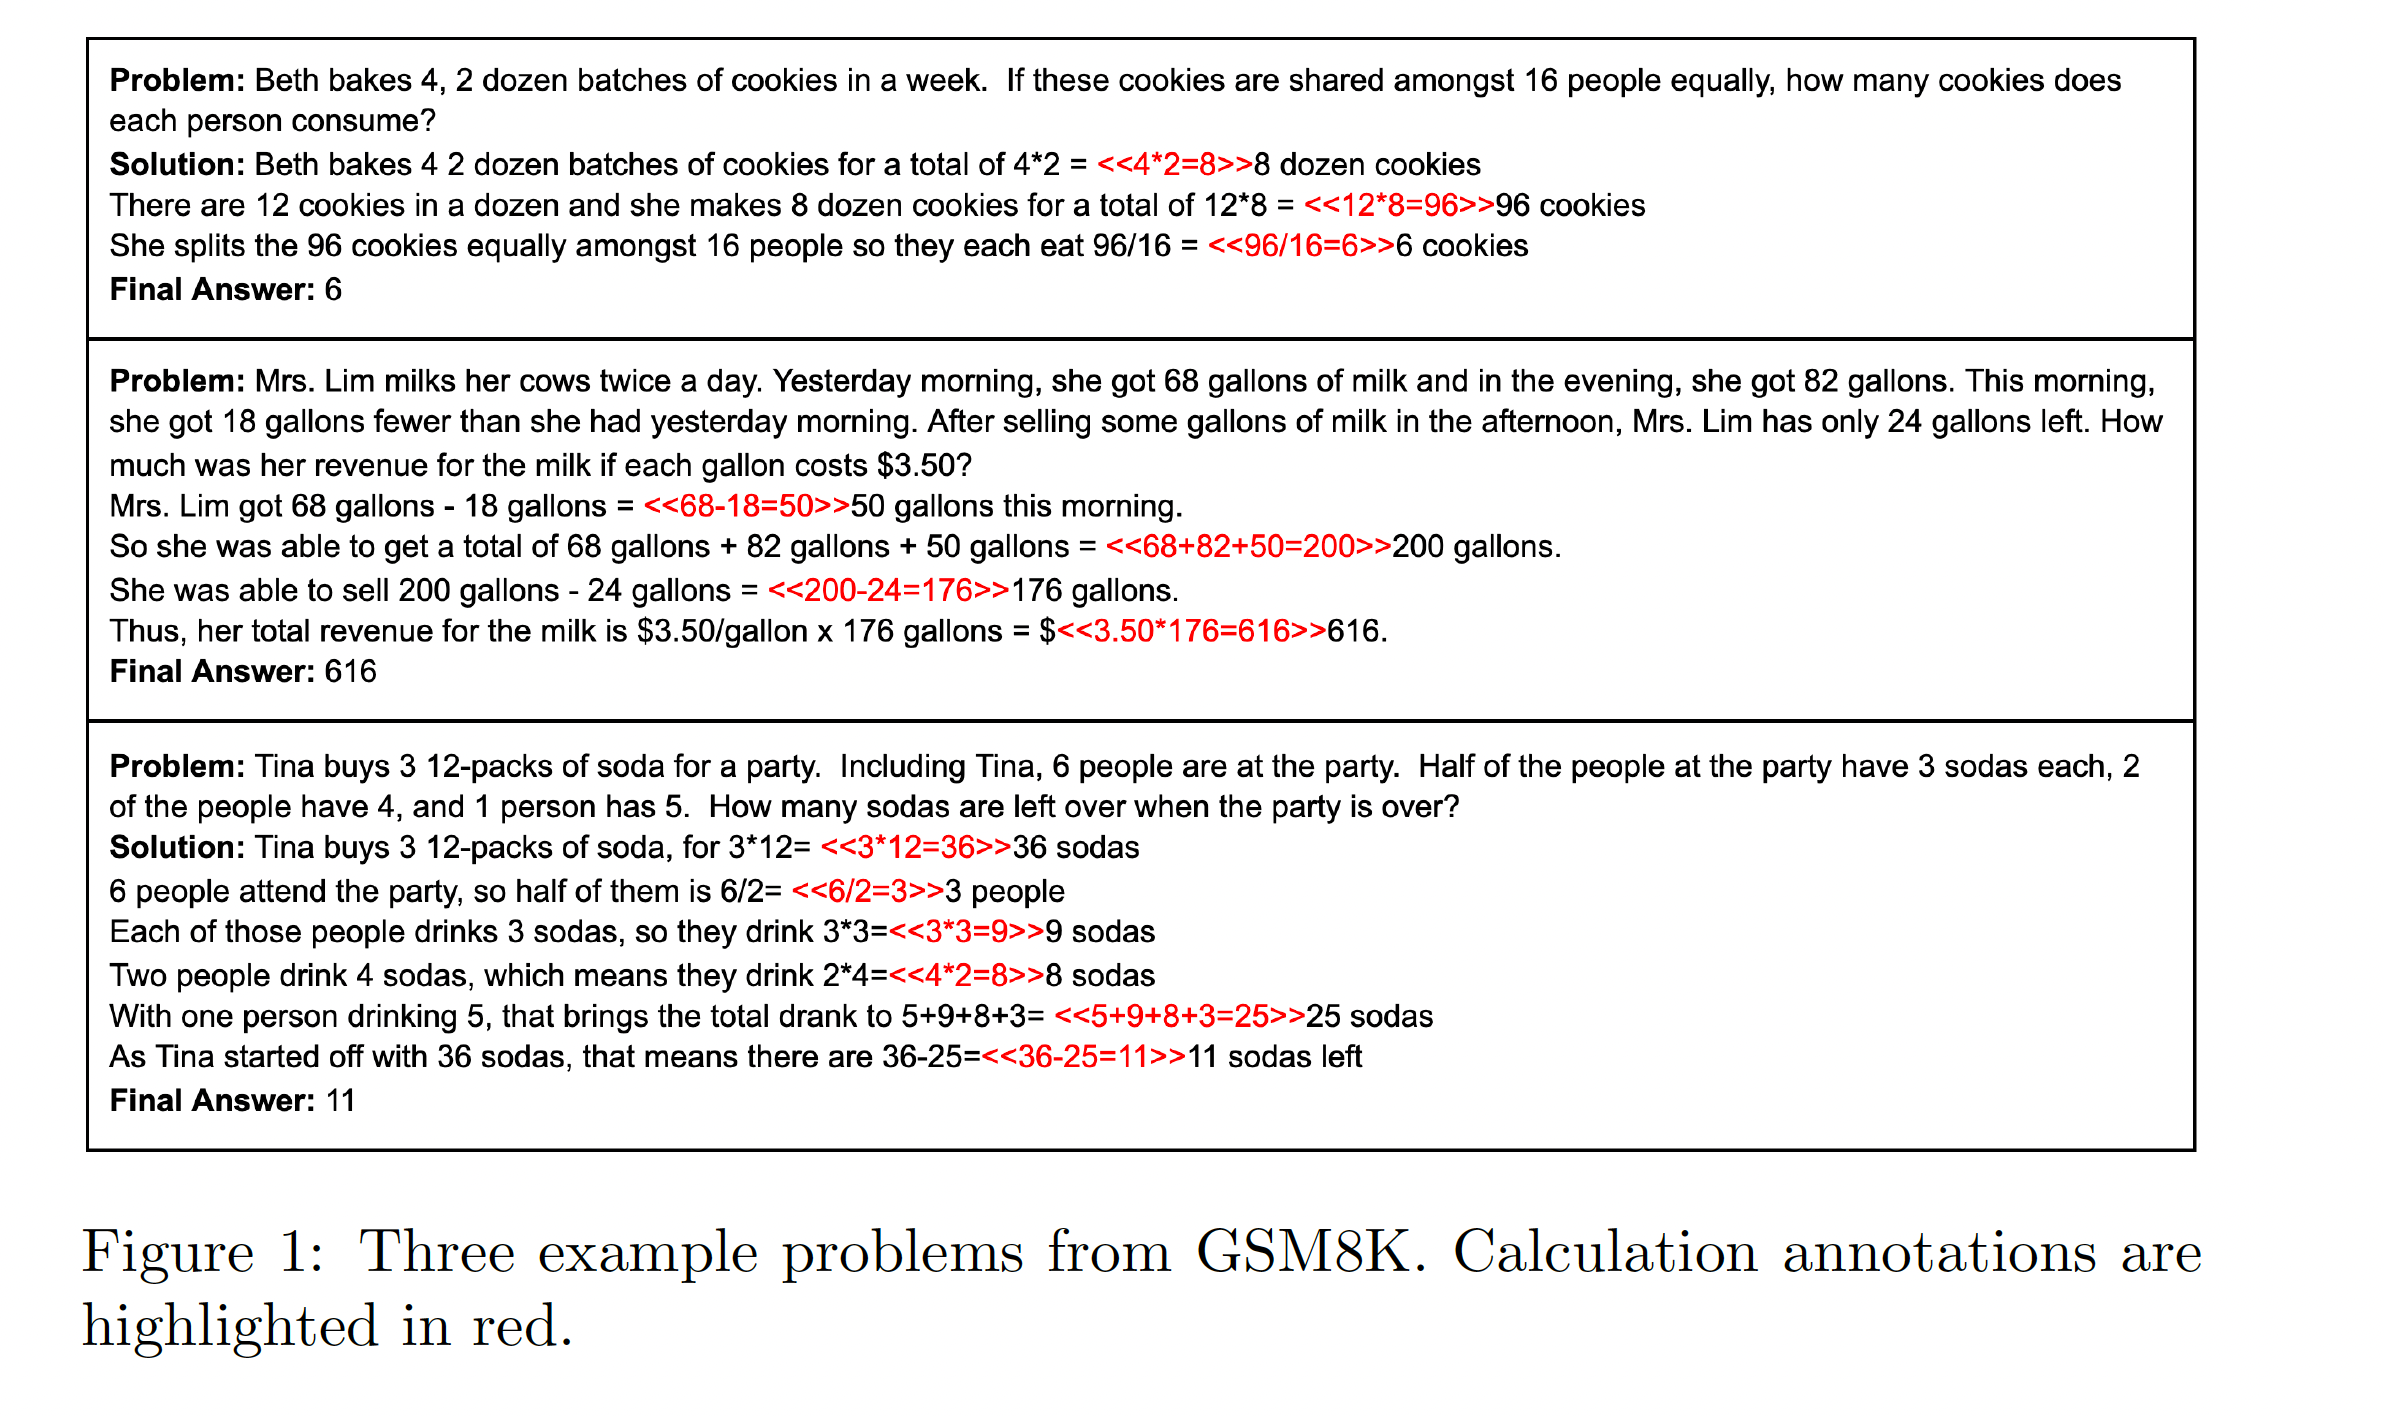 Problem: Beth bakes 4, 2 dozen batches of cookies in a week. If these cookies are shared amongst 16 people equally, how many cookies does
each person consume?
Solution: Beth bakes 4 2 dozen batches of cookies for a total of 4*2 = <<4*2=8>>8 dozen cookies
There are 12 cookies in a dozen and she makes 8 dozen cookies for a total of 12*8 = <<12*8=96>>96 cookies
She splits the 96 cookies equally amongst 16 people so they each eat 96/16 = <<96/16=6>>6 cookies
Final Answer: 6
Problem: Mrs. Lim milks her cows twice a day. Yesterday morning, she got 68 gallons of milk and in the evening, she got 82 gallons. This morning,
she got 18 gallons fewer than she had yesterday morning. After selling some gallons of milk in the afternoon, Mrs. Lim has only 24 gallons left. How
much was her revenue for the milk if each gallon costs $3.50?
Mrs. Lim got 68 gallons - 18 gallons = <<68-18=50>>50 gallons this morning.
So she was able to get a total of 68 gallons + 82 gallons + 50 gallons = <<68+82+50=200>>200 gallons.
She was able to sell 200 gallons - 24 gallons = <<200-24=176>>176 gallons.
Thus, her total revenue for the milk is $3.50/gallon x 176 gallons = $<<3.50*176=616>>616.
Final Answer: 616
Problem: Tina buys 3 12-packs of soda for a party. Including Tina, 6 people are at the party. Half of the people at the party have 3 sodas each, 2
of the people have 4, and 1 person has 5. How many sodas are left over when the party is over?
Solution: Tina buys 3 12-packs of soda, for 3*12= <<3*12=36>>36 sodas
6 people attend the party, so half of them is 6/2= <<6/2=3>>3 people
Each of those people drinks 3 sodas, so they drink 3*3=<<3*3=9>>9 sodas
Two people drink 4 sodas, which means they drink 2*4=<<4*2=8>>8 sodas
With one person drinking 5, that brings the total drank to 5+9+8+3= <<5+9+8+3=25>>25 sodas
As Tina started off with 36 sodas, that means there are 36-25=<<36-25=11>>11 sodas left
Final Answer: 11
Figure 1: Three example problems from GSM8K. Calculation annotations are
highlighted in red.